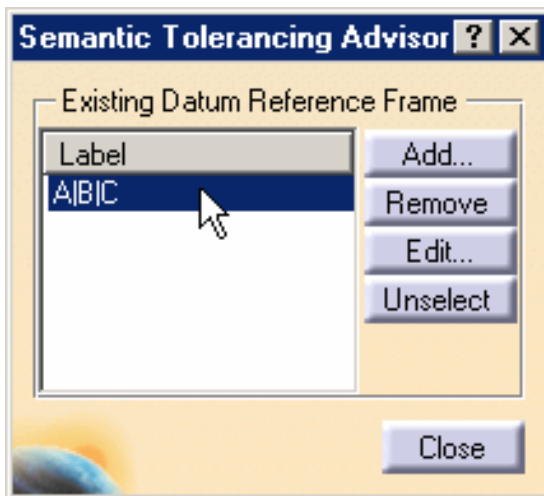 Semantic Tolerancing Advisor ? X
Existing Datum Reference Frame
Label
A|B|C
Add...
Remove
Edit...
Unselect
Close